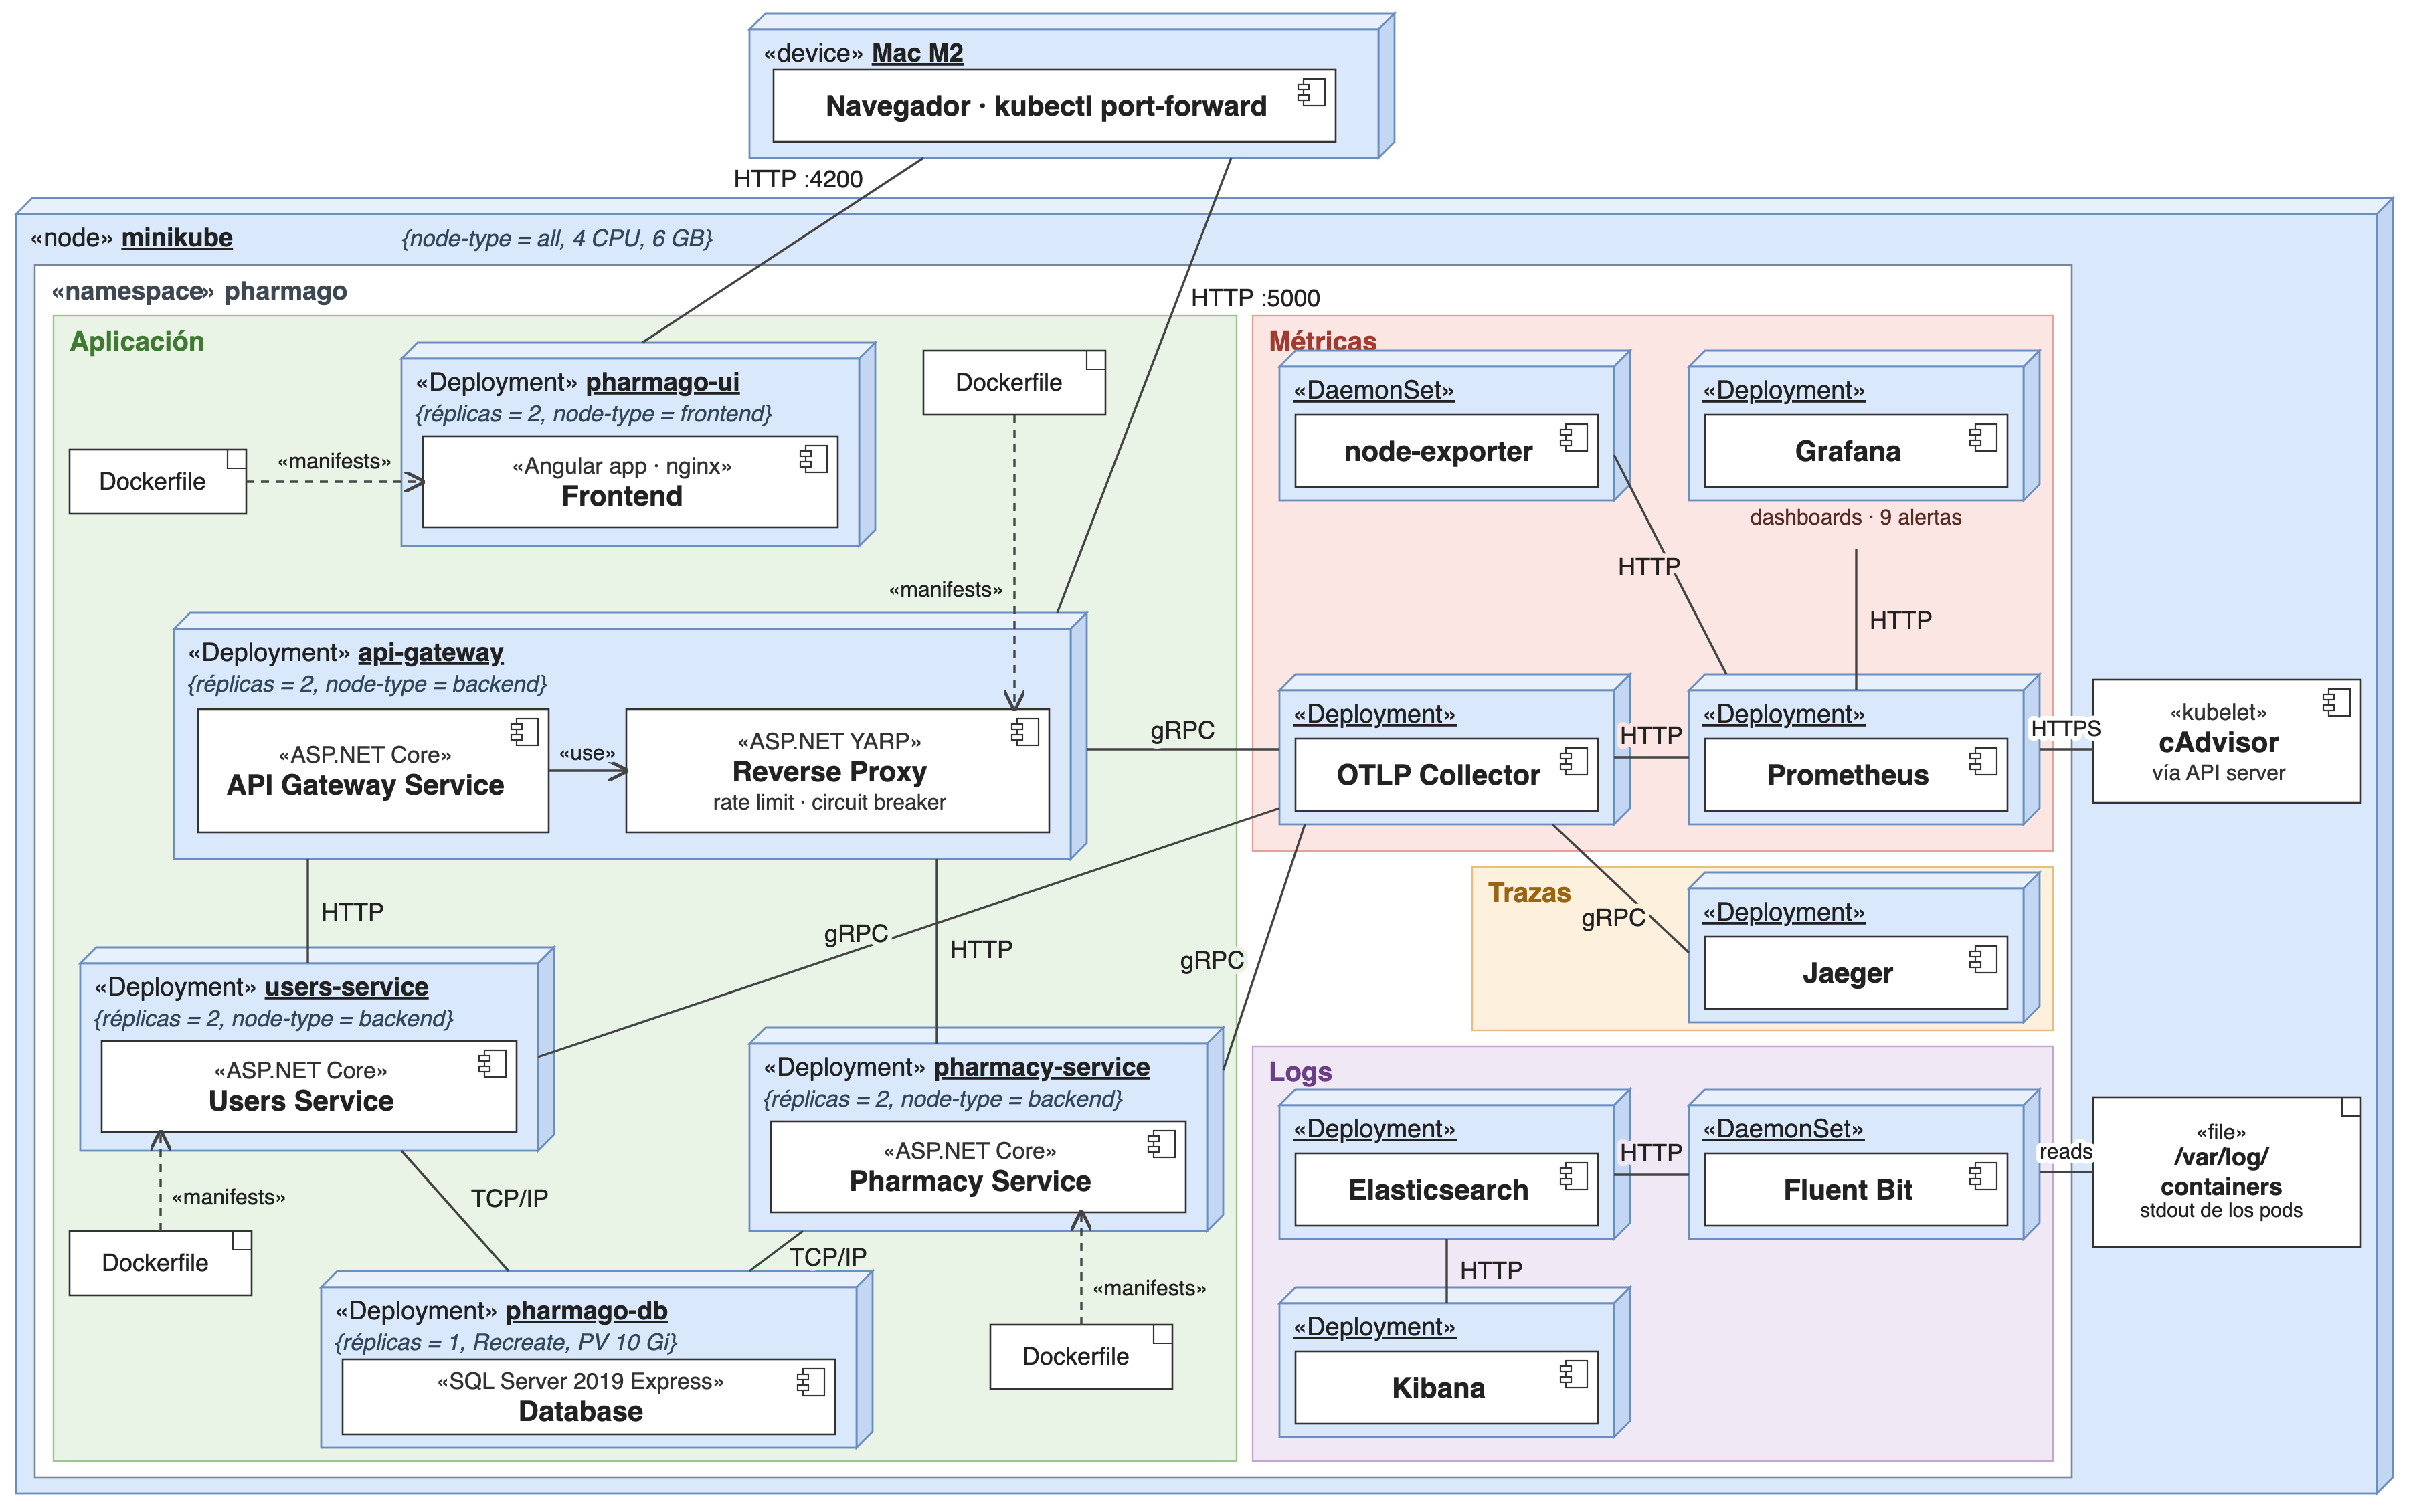 «device» Mac M2
Navegador · kubectl port-forward
HTTP :4200
«node» minikube
{node-type = all, 4 CPU, 6 GB}
«namespace» pharmago
HTTP :5000
Aplicación
«Deployment» pharmago-ui
{réplicas = 2, node-type = frontend}
«Angular app · nginx»
Frontend
Dockerfile
«manifests»
Dockerfile
«manifests»
«Deployment» api-gateway
{réplicas = 2, node-type = backend}
«ASP.NET Core»
API Gateway Service
«use»
«ASP.NET YARP»
Reverse Proxy
rate limit · circuit breaker
HTTP
HTTP
gRPC
gRPC
gRPC
«Deployment» users-service
{réplicas = 2, node-type = backend}
«ASP.NET Core»
Users Service
«manifests»
Dockerfile
TCP/IP
«Deployment» pharmacy-service
{réplicas = 2, node-type = backend}
«ASP.NET Core»
Pharmacy Service
TCP/IP
«manifests»
Dockerfile
«Deployment» pharmago-db
{réplicas = 1, Recreate, PV 10 Gi}
«SQL Server 2019 Express»
Database
Métricas
«DaemonSet»
node-exporter
«Deployment»
Grafana
dashboards · 9 alertas
HTTP
HTTP
«Deployment»
OTLP Collector
HTTP
«Deployment»
Prometheus
HTTPS
«kubelet»
cAdvisor
vía API server
Trazas
gRPC
«Deployment»
Jaeger
Logs
«Deployment»
Elasticsearch
HTTP
«DaemonSet»
Fluent Bit
reads
«file»
/var/log/
containers
stdout de los pods
HTTP
«Deployment»
Kibana